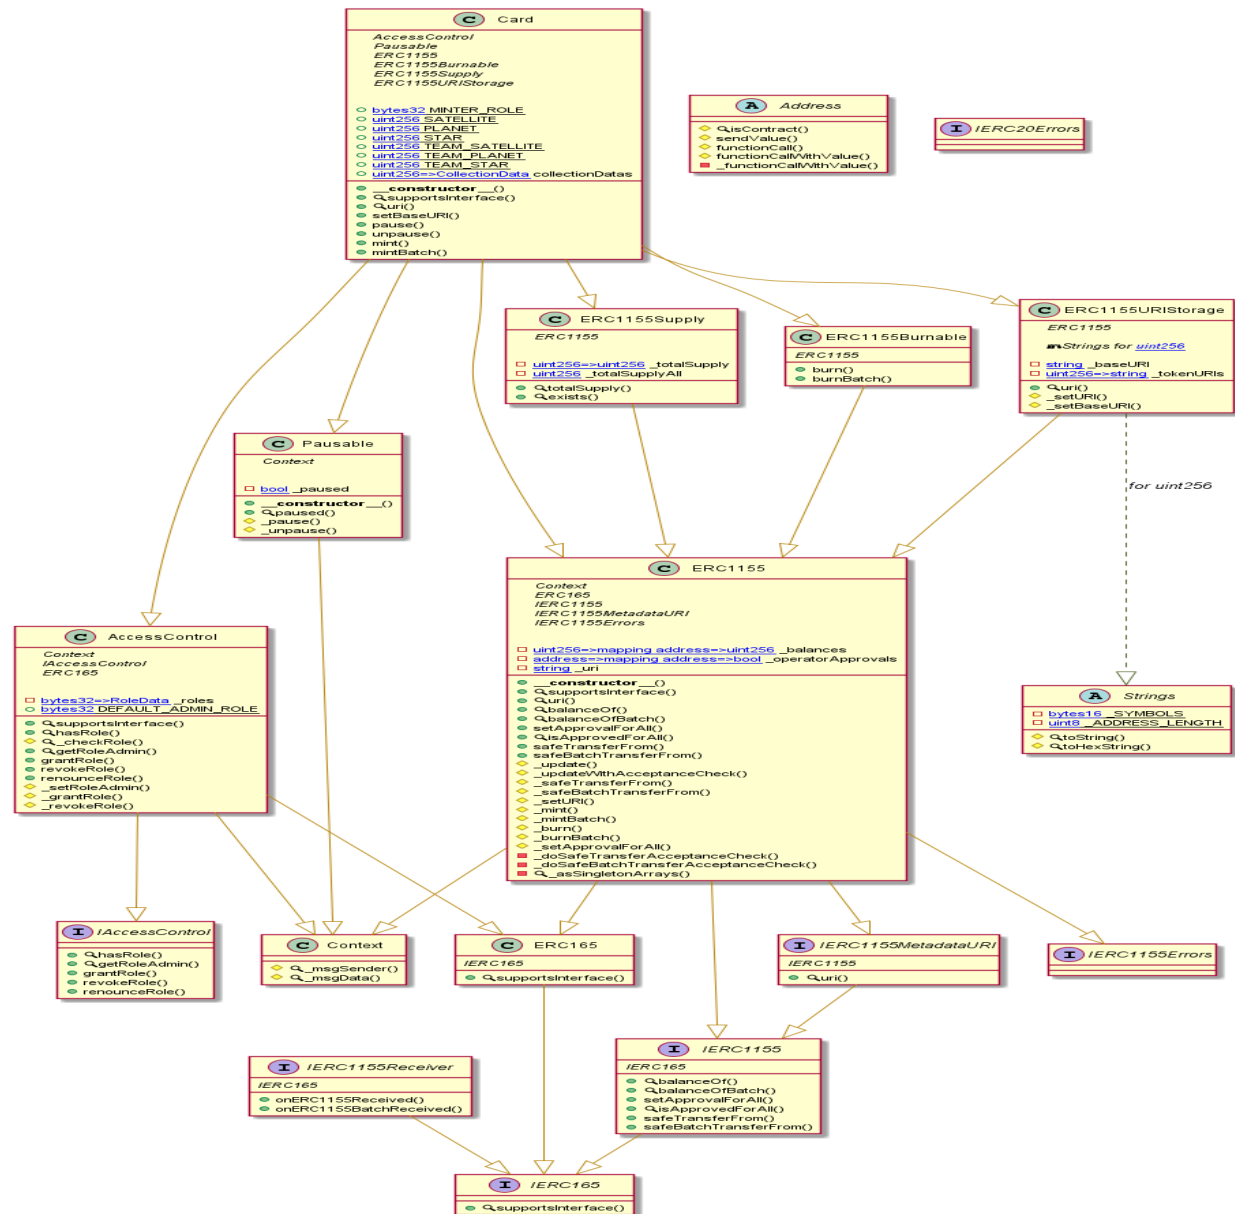 C Card
AccessControl
Pausable
ERC1155
ERC1155Burnable
ERC1155Supply
ERC1155URIStorage
bytes32 MINTER_ROLE
uint256 SATELLITE
uint256 PLANET
uint256 STAR
uint256 TEAM_SATELLITE
uint256 TEAM_PLANET
uint256 TEAM_STAR
uint256=>CollectionData collectionDatas
__constructor__()
supportsInterface()
uri()
setBaseURI()
pause()
unpause()
mint()
mintBatch()
A Address
isContract()
sendValue()
functionCall()
functionCallWithValue()
_functionCallWithValue()
I IERC20Errors
C ERC1155Supply
ERC1155
uint256=>uint256 _totalSupply
uint256 _totalSupplyAll
totalSupply()
exists()
C ERC1155Burnable
ERC1155
burn()
burnBatch()
C ERC1155URIStorage
ERC1155
Strings for uint256
string _baseURI
uint256=>string _tokenURIs
uri()
_setURI()
_setBaseURI()
C Pausable
Context
bool _paused
__constructor__()
paused()
_pause()
_unpause()
for uint256
C ERC1155
Context
ERC165
IERC1155
IERC1155MetadataURI
IERC1155Errors
uint256=>mapping address=>uint256 _balances
address=>mapping address=>bool _operatorApprovals
string _uri
__constructor__()
supportsInterface()
uri()
balanceOf()
balanceOfBatch()
setApprovalForAll()
isApprovedForAll()
safeTransferFrom()
safeBatchTransferFrom()
_update()
_updateWithAcceptanceCheck()
_safeTransferFrom()
_safeBatchTransferFrom()
_setURI()
_mint()
_mintBatch()
_burn()
_burnBatch()
_setApprovalForAll()
_doSafeTransferAcceptanceCheck()
_doSafeBatchTransferAcceptanceCheck()
_asSingletonArrays()
C AccessControl
Context
IAccessControl
ERC165
bytes32=>RoleData _roles
bytes32 DEFAULT_ADMIN_ROLE
supportsInterface()
hasRole()
_checkRole()
getRoleAdmin()
grantRole()
revokeRole()
renounceRole()
_setRoleAdmin()
_grantRole()
_revokeRole()
A Strings
bytes16 _SYMBOLS
uint8 _ADDRESS_LENGTH
toString()
toHexString()
I IAccessControl
hasRole()
getRoleAdmin()
grantRole()
revokeRole()
renounceRole()
C Context
_msgSender()
_msgData()
C ERC165
IERC165
supportsInterface()
I IERC1155MetadataURI
IERC1155
uri()
I IERC1155Errors
I IERC1155Receiver
IERC165
onERC1155Received()
onERC1155BatchReceived()
I IERC1155
IERC165
balanceOf()
balanceOfBatch()
setApprovalForAll()
isApprovedForAll()
safeTransferFrom()
safeBatchTransferFrom()
I IERC165
supportsInterface()